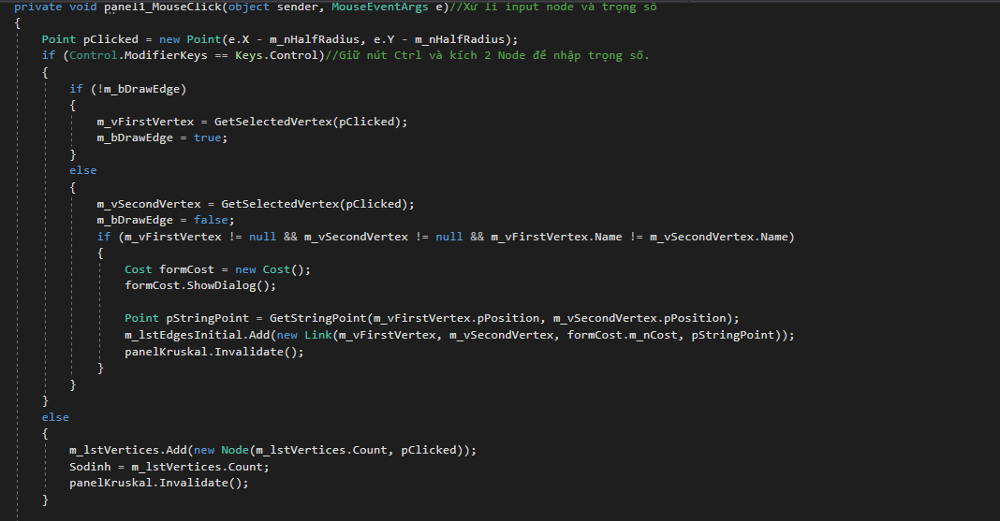 private void panel1_MouseClick(object sender, MouseEventArgs e)//Xử lí input node và trọng số
{
    Point pClicked = new Point(e.X - m_nHalfRadius, e.Y - m_nHalfRadius);
    if (Control.ModifierKeys == Keys.Control)//Giữ nút Ctrl và kích 2 Node để nhập trọng số.
    {
        if (!m_bDrawEdge)
        {
            m_vFirstVertex = GetSelectedVertex(pClicked);
            m_bDrawEdge = true;
        }
        else
        {
            m_vSecondVertex = GetSelectedVertex(pClicked);
            m_bDrawEdge = false;
            if (m_vFirstVertex != null && m_vSecondVertex != null && m_vFirstVertex.Name != m_vSecondVertex.Name)
            {
                Cost formCost = new Cost();
                formCost.ShowDialog();

                Point pStringPoint = GetStringPoint(m_vFirstVertex.pPosition, m_vSecondVertex.pPosition);
                m_lstEdgesInitial.Add(new Link(m_vFirstVertex, m_vSecondVertex, formCost.m_nCost, pStringPoint));
                panelKruskal.Invalidate();
            }
        }
    }
    else
    {
        m_lstVertices.Add(new Node(m_lstVertices.Count, pClicked));
        Sodinh = m_lstVertices.Count;
        panelKruskal.Invalidate();
    }